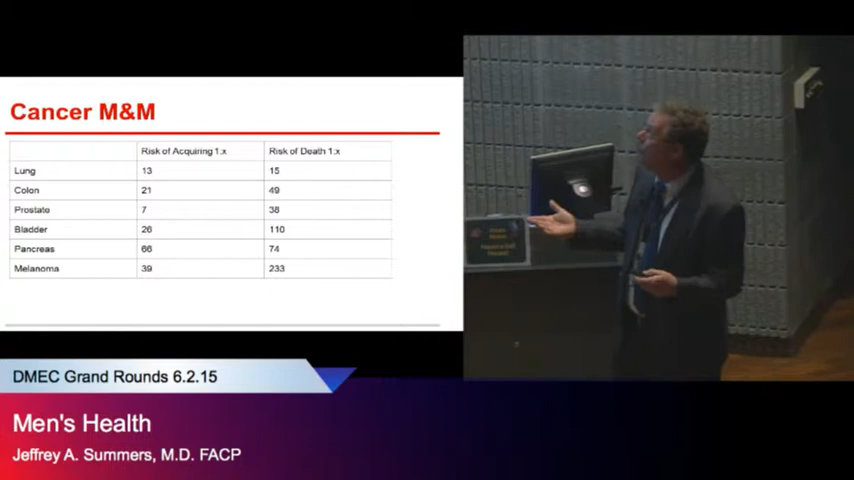 Cancer M&M
Risk of Acquiring 1:x Risk of Death 1:x
Lung 13 15
Colon 21 49
Prostate 7 38
Bladder 26 110
Pancreas 66 74
Melanoma 39 233
DMEC Grand Rounds 6.2.15
Men's Health
Jeffrey A. Summers, M.D. FACP